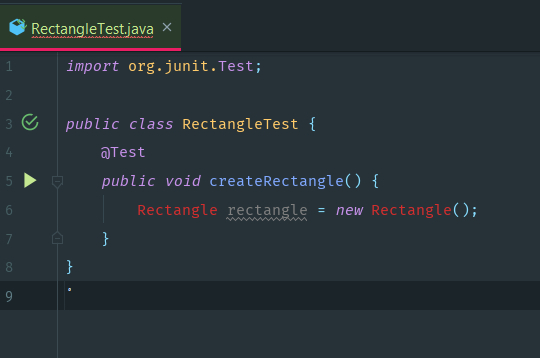 RectangleTest.java
1 import org.junit.Test;
2
3 public class RectangleTest {
4 @Test
5 public void createRectangle() {
6 Rectangle rectangle = new Rectangle();
7 }
8 }
9